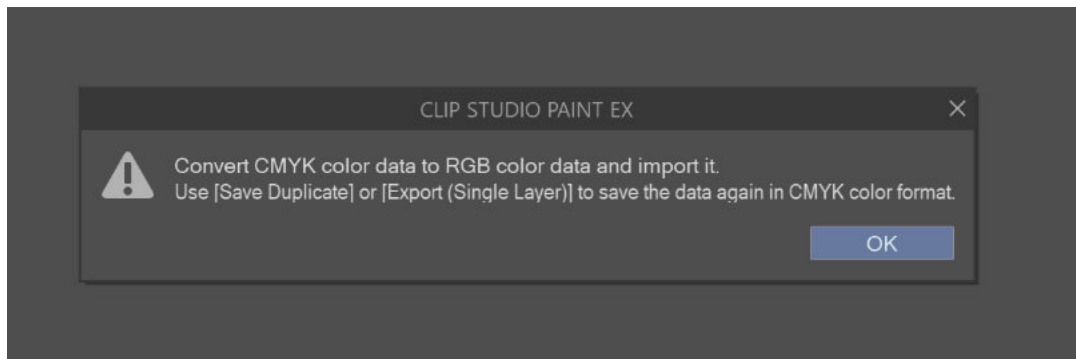 CLIP STUDIO PAINT EX
Convert CMYK color data to RGB color data and import it.
Use [Save Duplicate] or [Export (Single Layer)] to save the data again in CMYK color format.
OK